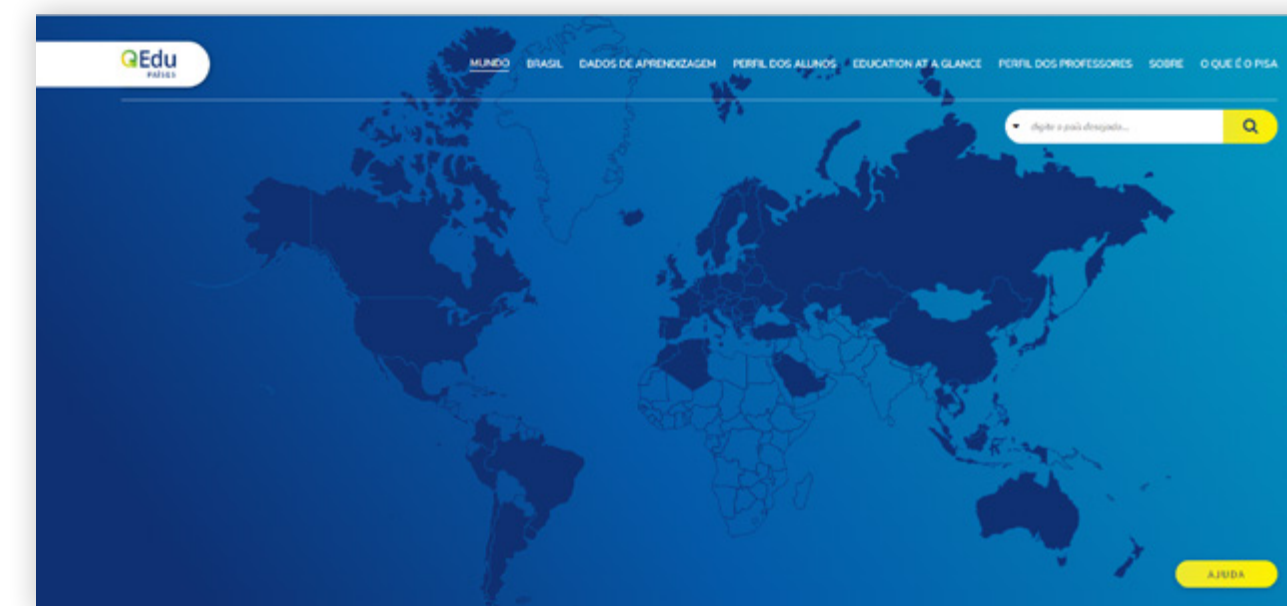 QEdu
PAÍSES
MUNDO BRASIL DADOS DE APRENDIZAGEM PERFIL DOS ALUNOS EDUCATION AT A GLANCE PERFIL DOS PROFESSORES SOBRE O QUE É O PISA
digite o país desejado...
AJUDA